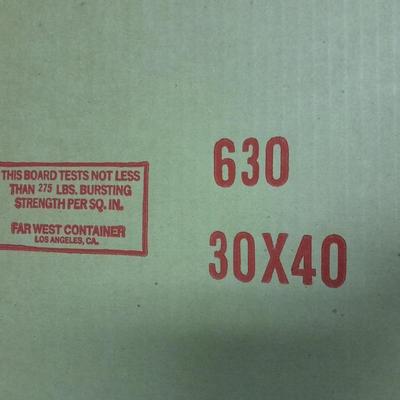 THIS BOARD TESTS NOT LESS
THAN 275 LBS. BURSTING
STRENGTH PER SQ. IN.
FAR WEST CONTAINER
LOS ANGELES, CA.
630
30X40